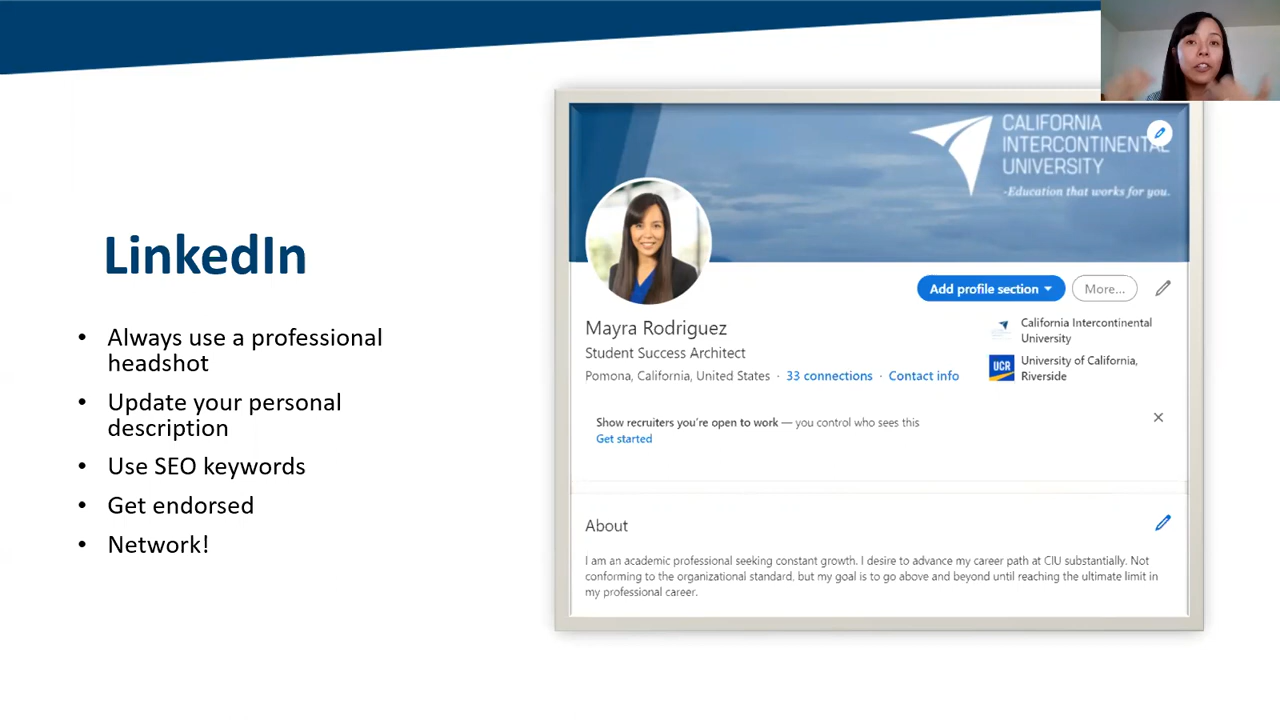 LinkedIn
• Always use a professional
headshot
• Update your personal
description
• Use SEO keywords
• Get endorsed
• Network!
CALIFORNIA
INTERCONTINENTAL
UNIVERSITY
-Education that works for you.
Add profile section
More...
Mayra Rodriguez
Student Success Architect
Pomona, California, United States · 33 connections · Contact info
California Intercontinental
University
UCR
University of California,
Riverside
Show recruiters you're open to work — you control who sees this
Get started
About
I am an academic professional seeking constant growth. I desire to advance my career path at CIU substantially. Not
conforming to the organizational standard, but my goal is to go above and beyond until reaching the ultimate limit in
my professional career.